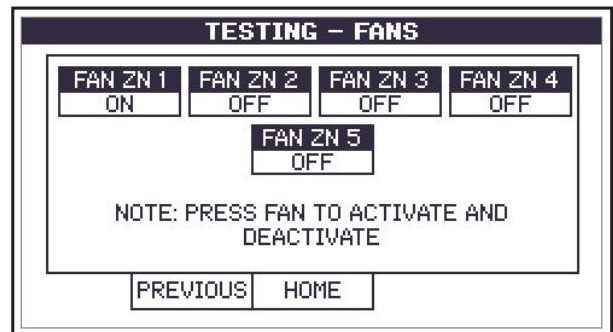 TESTING - FANS
FAN ZN 1 FAN ZN 2 FAN ZN 3 FAN ZN 4
ON OFF OFF OFF
FAN ZN 5
OFF
NOTE: PRESS FAN TO ACTIVATE AND
DEACTIVATE
PREVIOUS HOME